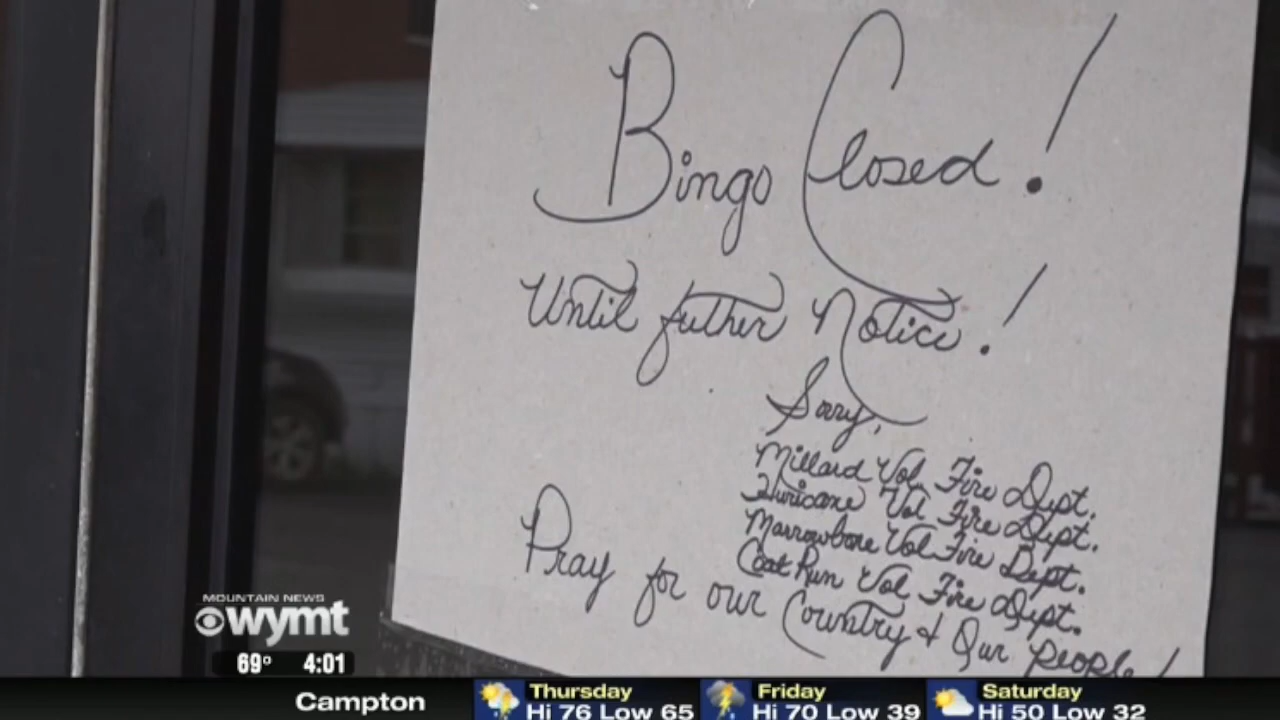 Bingo Closed!
Until futher Notice!
Sorry,
Millard Vol. Fire Dept.
Hurricane Vol Fire Dept.
Marrowbone Vol Fire Dept.
Coal Run Vol Fire Dept.
Pray for our Country & Our People!
MOUNTAIN NEWS
wymt
69° 4:01
Campton
Thursday
Hi 76 Low 65
Friday
Hi 70 Low 39
Saturday
Hi 50 Low 32